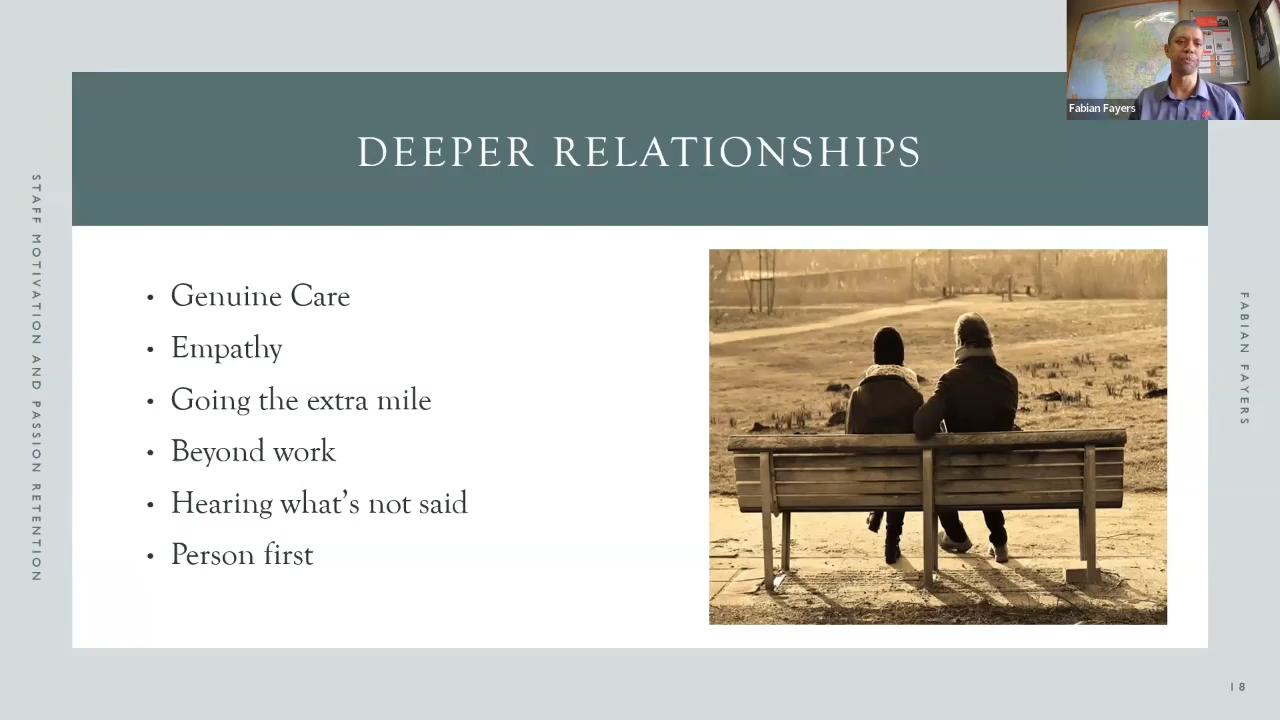 Fabian Fayers
DEEPER RELATIONSHIPS
STAFF MOTIVATION AND PASSION RETENTION
• Genuine Care
• Empathy
• Going the extra mile
• Beyond work
• Hearing what's not said
• Person first
FABIAN FAYERS
18